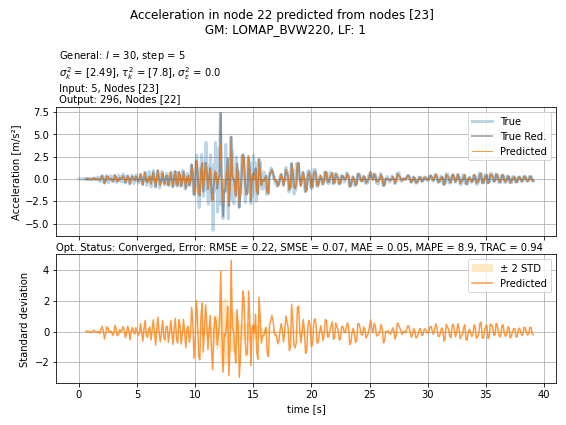 Acceleration in node 22 predicted from nodes [23]
GM: LOMAP_BVW220, LF: 1
General: l = 30, step = 5
σ²ₖ = [2.49], τ²ₖ = [7.8], σ²ε = 0.0
Input: 5, Nodes [23]
Output: 296, Nodes [22]
Acceleration [m/s²]
7.5
5.0
2.5
0.0
−2.5
−5.0
True
True Red.
Predicted
Opt. Status: Converged, Error: RMSE = 0.22, SMSE = 0.07, MAE = 0.05, MAPE = 8.9, TRAC = 0.94
Standard deviation
4
2
0
−2
± 2 STD
Predicted
0 5 10 15 20 25 30 35 40
time [s]